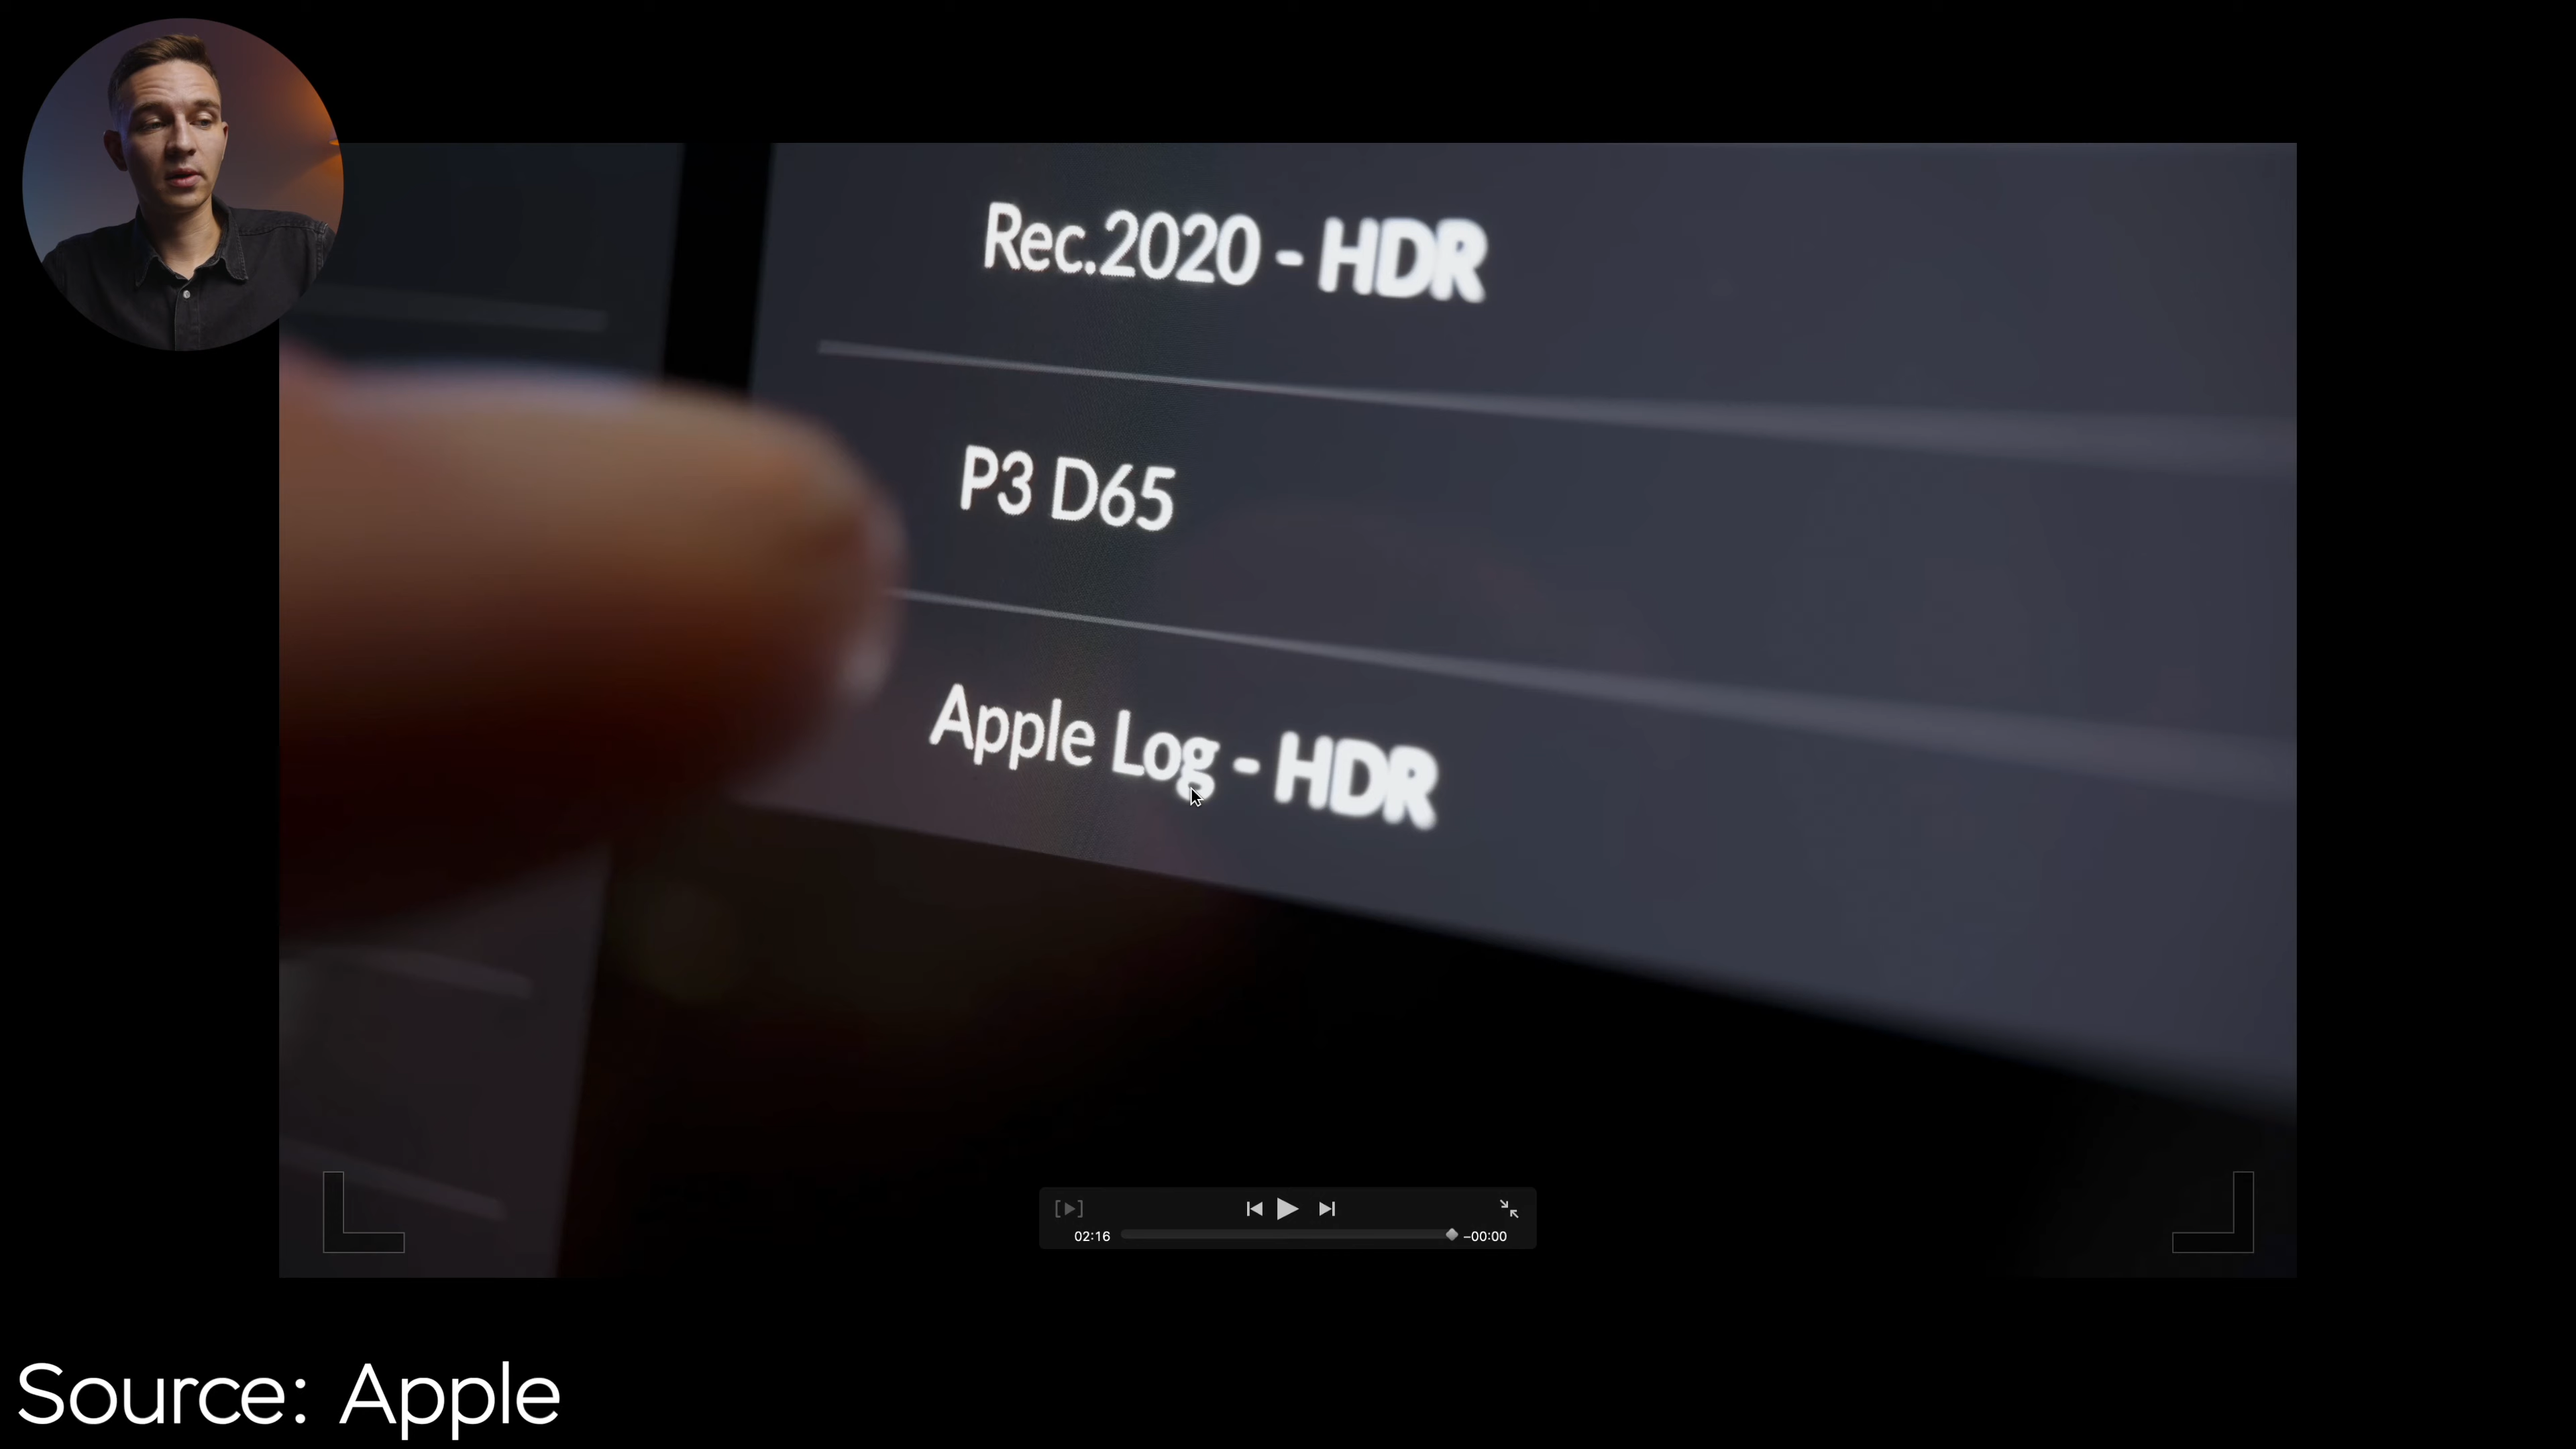 Rec.2020 - HDR
P3 D65
Apple Log - HDR
02:16
-00:00
Source: Apple